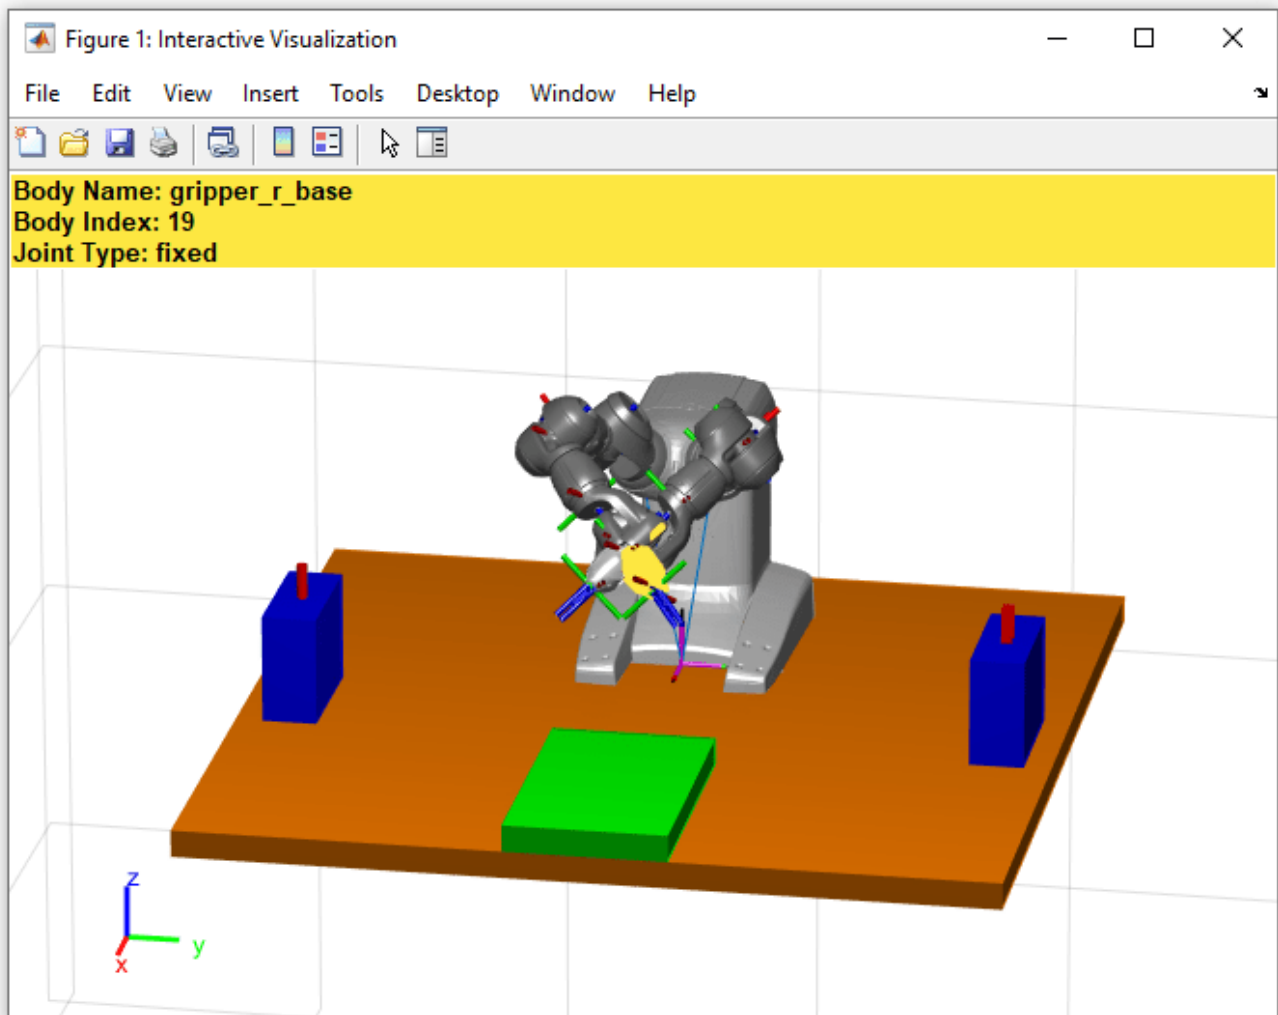 Figure 1: Interactive Visualization
File Edit View Insert Tools Desktop Window Help
Body Name: gripper_r_base
Body Index: 19
Joint Type: fixed
z
y
x